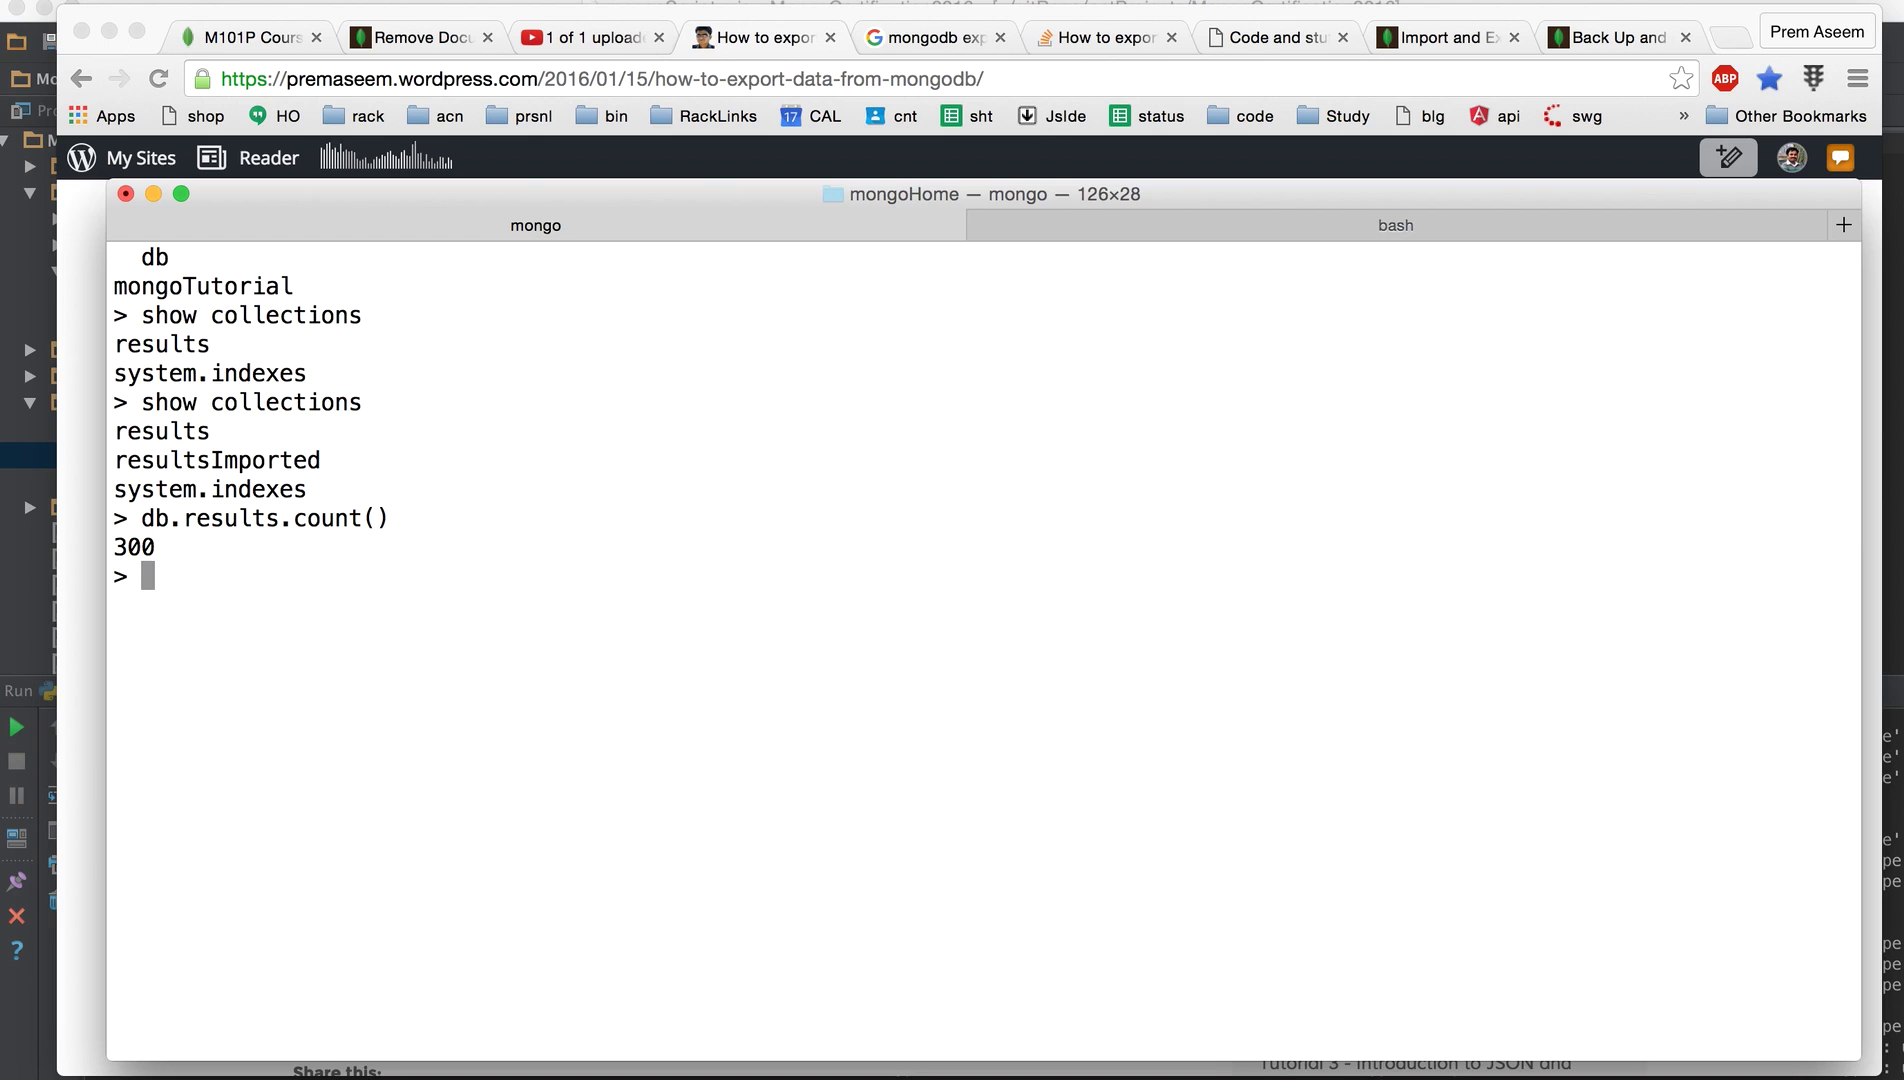 M101P Cours
Remove Docu
1 of 1 upload
How to expor
mongodb exp
How to expor
Code and stu
Import and Ex
Back Up and
Prem Aseem
https://premaseem.wordpress.com/2016/01/15/how-to-export-data-from-mongodb/
ABP
Apps
shop
HO
rack
acn
prsnl
bin
RackLinks
17 CAL
cnt
sht
JsIde
status
code
Study
blg
api
swg
»
Other Bookmarks
My Sites
Reader
mongoHome — mongo — 126×28
mongo
bash
db
mongoTutorial
> show collections
results
system.indexes
> show collections
results
resultsImported
system.indexes
> db.results.count()
300
>
Run
Share this:
Tutorial 3 - Introduction to JSON and